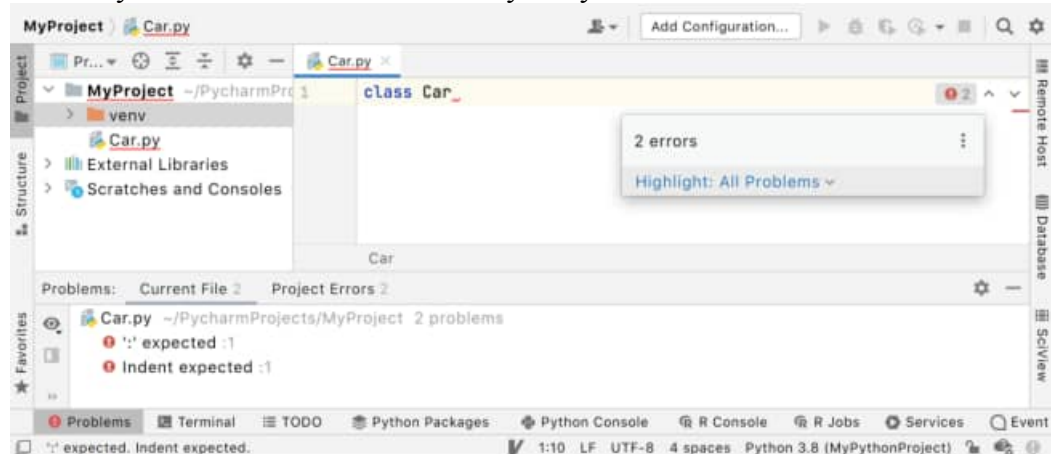 MyProject Car.py Add Configuration...
Project Pr... Car.py
MyProject ~/PycharmPro 1 class Car 2
venv
Car.py
External Libraries
Scratches and Consoles
2 errors
Highlight: All Problems
Structure
Remote Host
Database
Car
Problems: Current File 2 Project Errors 2
Car.py ~/PycharmProjects/MyProject 2 problems
':' expected :1
Indent expected :1
Favorites
SciView
Problems Terminal TODO Python Packages Python Console R Console R Jobs Services Event
':' expected. Indent expected. 1:10 LF UTF-8 4 spaces Python 3.8 (MyPythonProject)